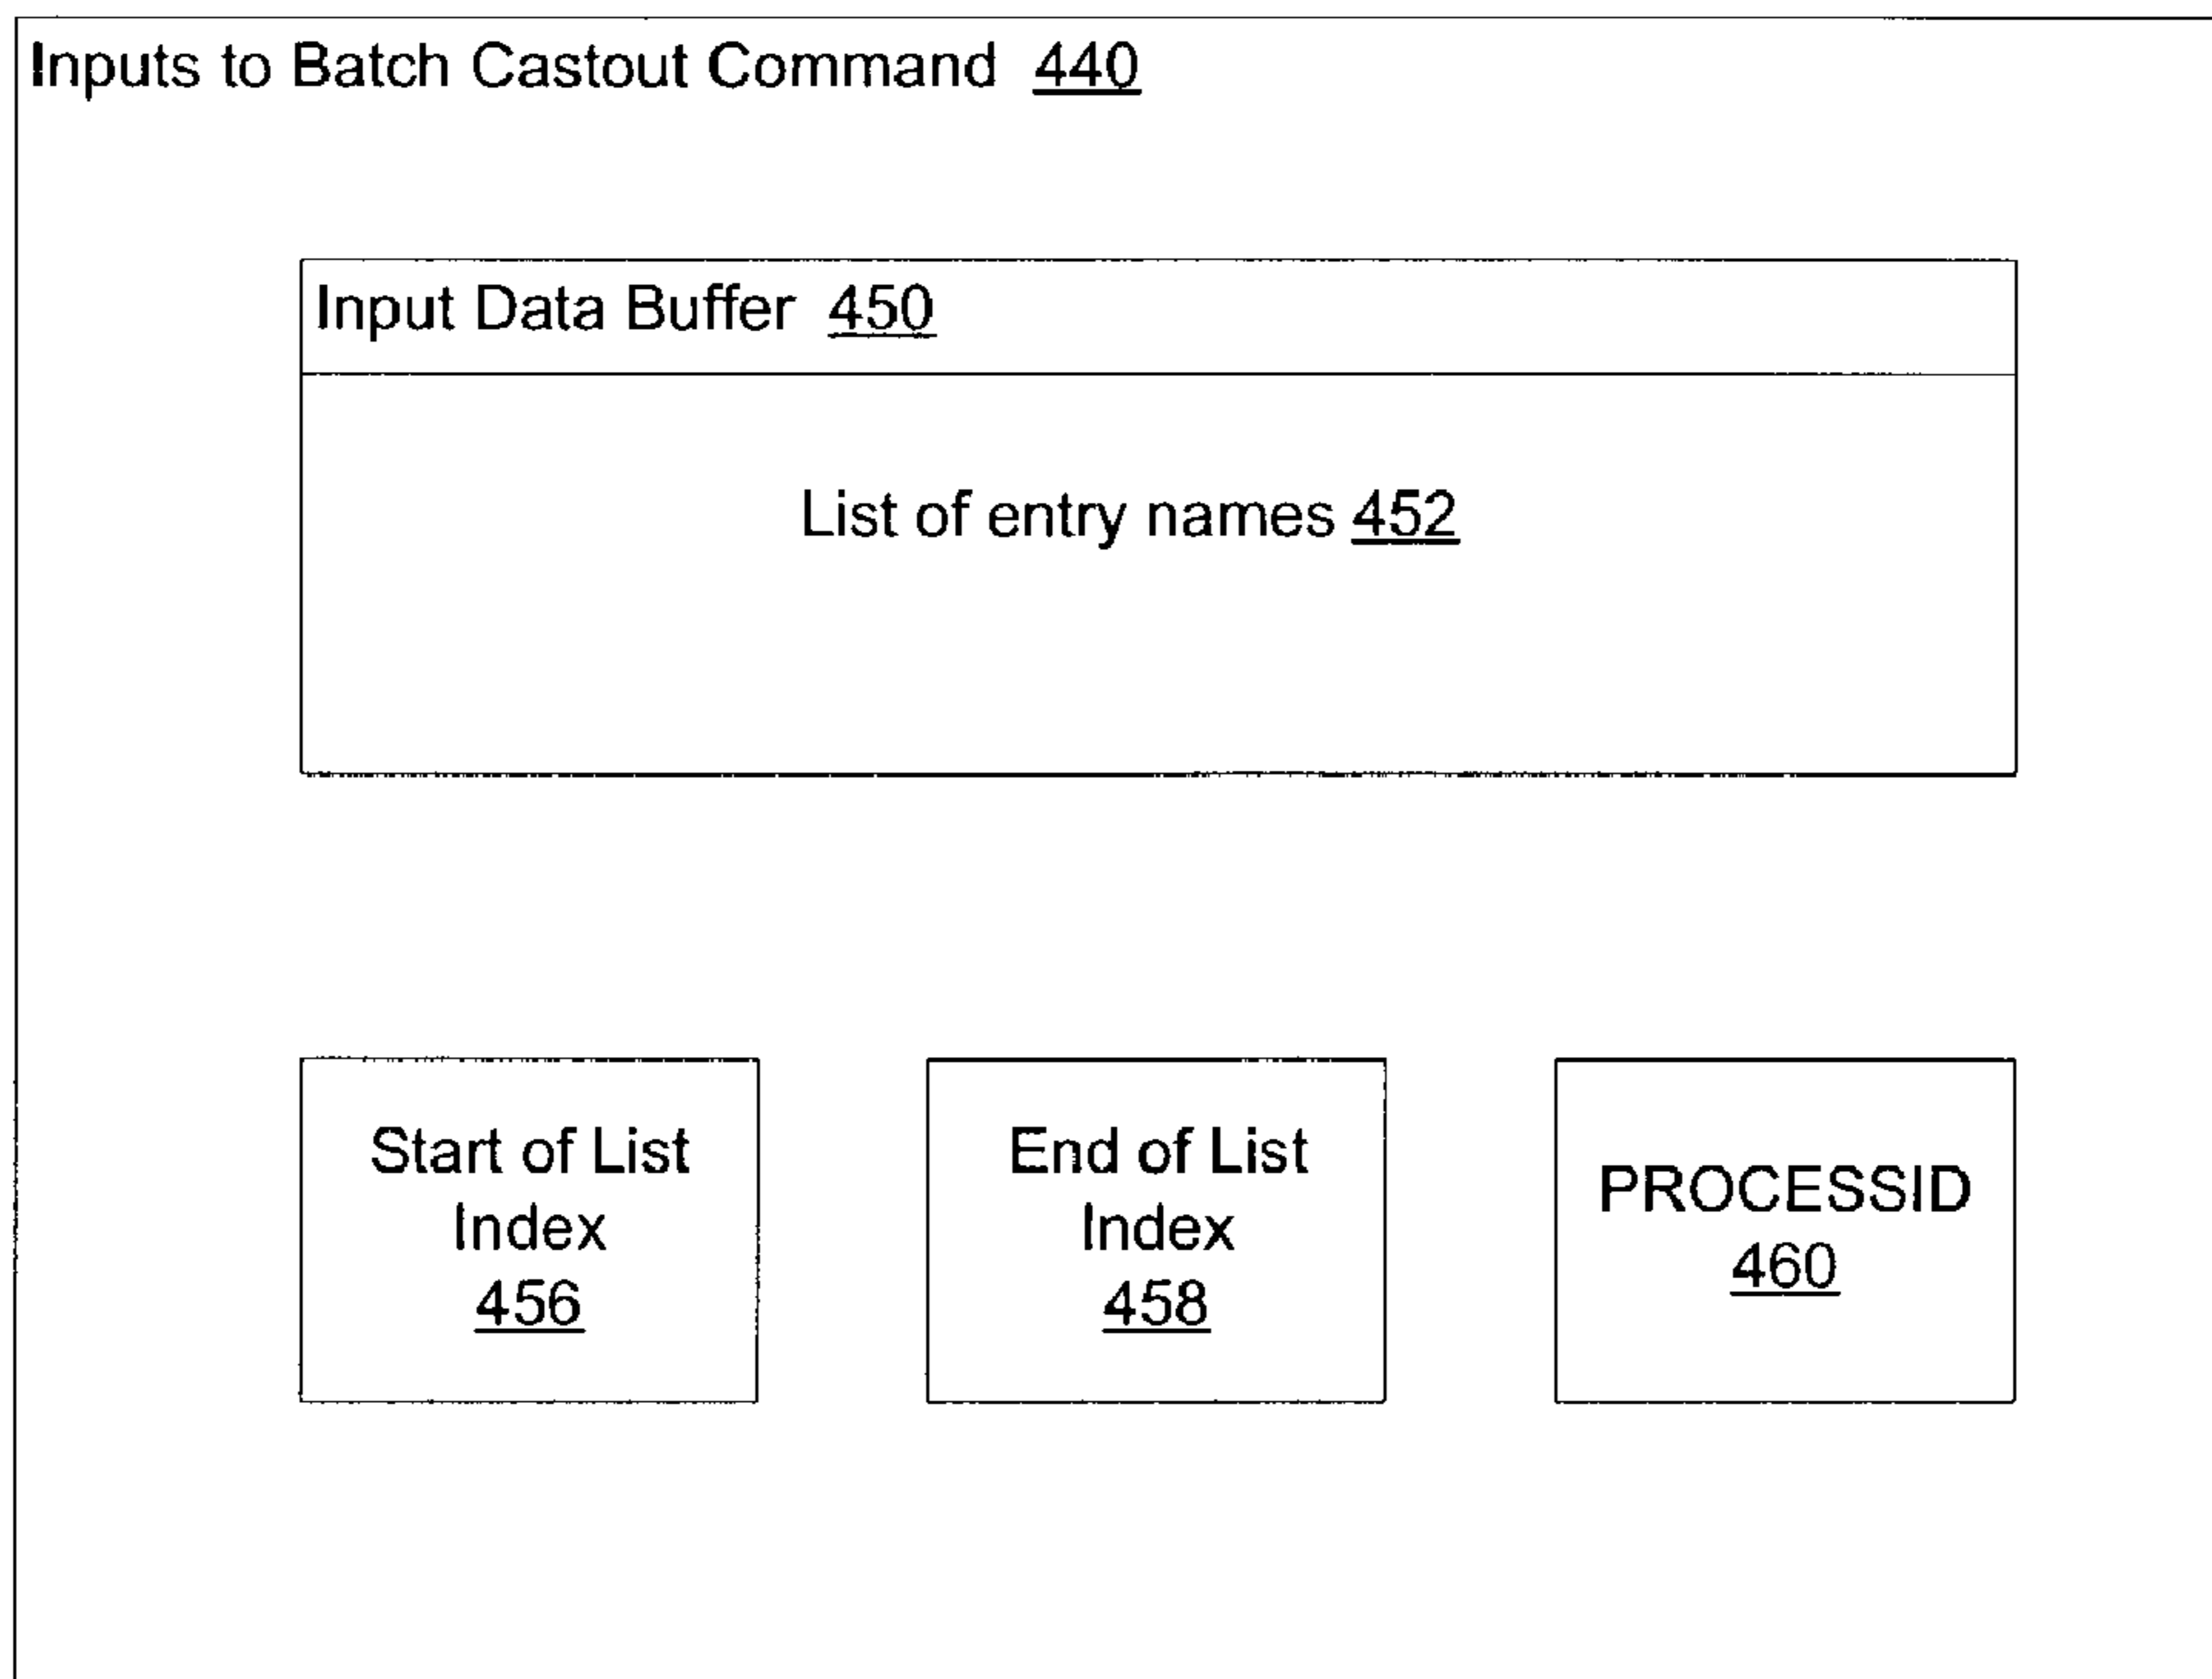 Inputs to Batch Castout Command 440
Input Data Buffer 450
List of entry names 452
Start of List
Index
456
End of List
Index
458
PROCESSID
460